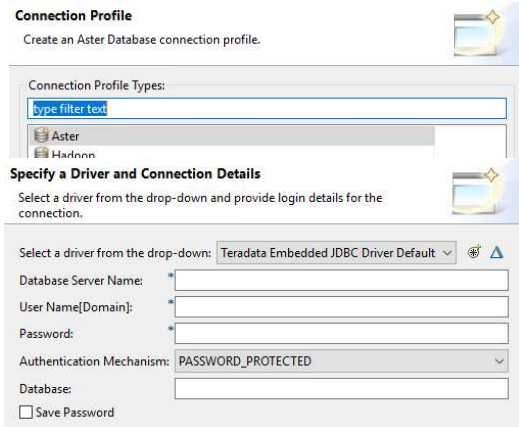 Connection Profile
Create an Aster Database connection profile.
Connection Profile Types:
type filter text
Aster
Hadoop
Specify a Driver and Connection Details
Select a driver from the drop-down and provide login details for the
connection.
Select a driver from the drop-down: Teradata Embedded JDBC Driver Default
Database Server Name: *
User Name[Domain]: *
Password: *
Authentication Mechanism: PASSWORD_PROTECTED
Database:
Save Password